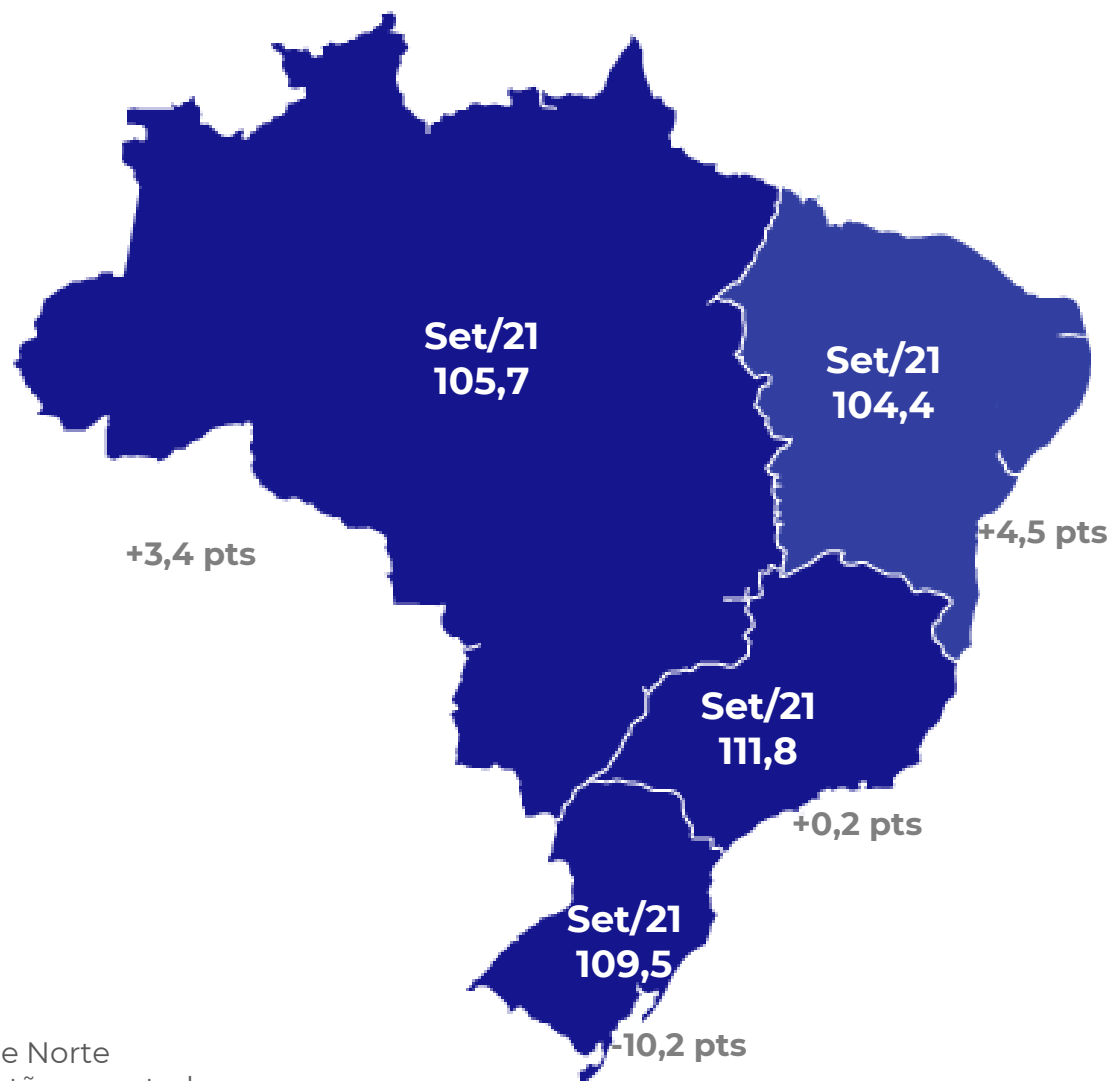 Set/21
105,7
Set/21
104,4
+4,5 pts
+3,4 pts
Set/21
111,8
+0,2 pts
Set/21
109,5
-10,2 pts
e Norte